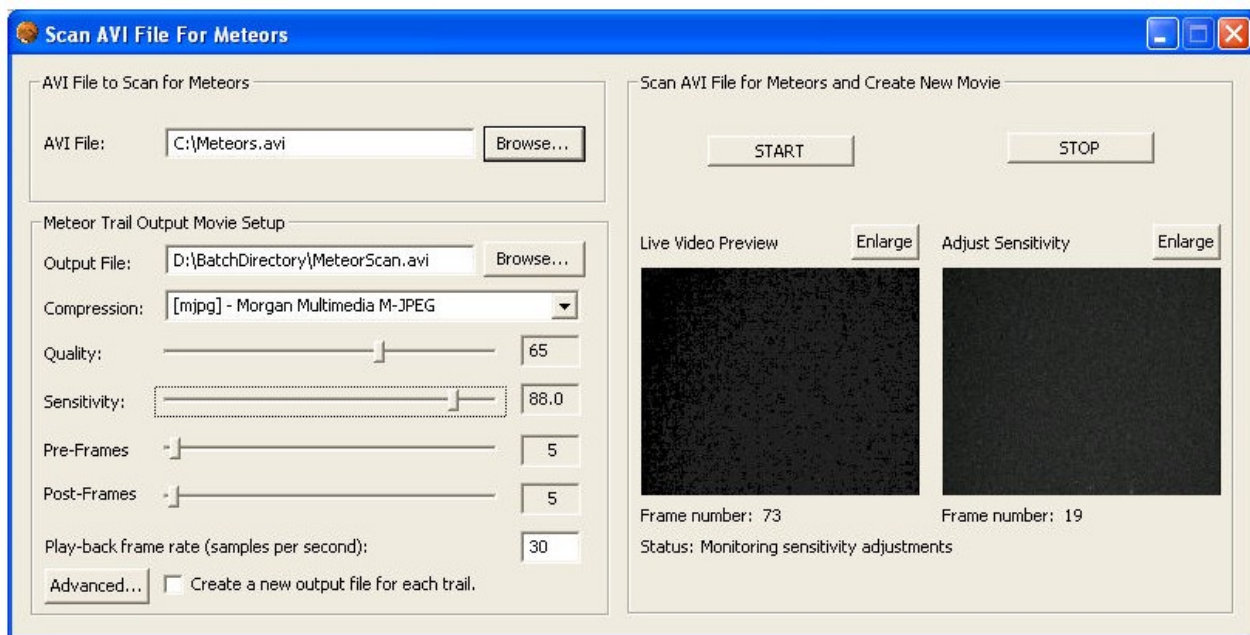 Scan AVI File For Meteors
AVI File to Scan for Meteors
AVI File: C:\Meteors.avi Browse...
Meteor Trail Output Movie Setup
Output File: D:\BatchDirectory\MeteorScan.avi Browse...
Compression: [mjpg] - Morgan Multimedia M-JPEG
Quality: 65
Sensitivity: 88.0
Pre-Frames 5
Post-Frames 5
Play-back frame rate (samples per second): 30
Advanced... Create a new output file for each trail.
Scan AVI File for Meteors and Create New Movie
START STOP
Live Video Preview Enlarge Adjust Sensitivity Enlarge
Frame number: 73 Frame number: 19
Status: Monitoring sensitivity adjustments